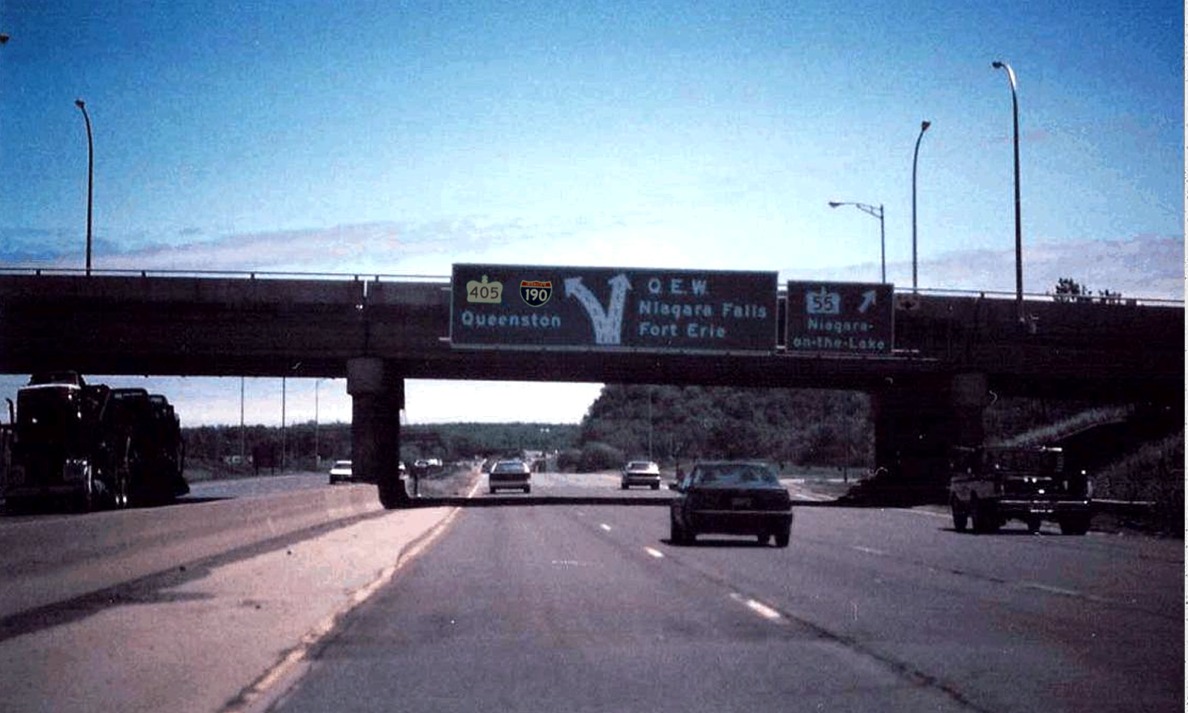 405 190
Queenston
Q.E.W.
Niagara Falls
Fort Erie
55
Niagara-
on-the-Lake